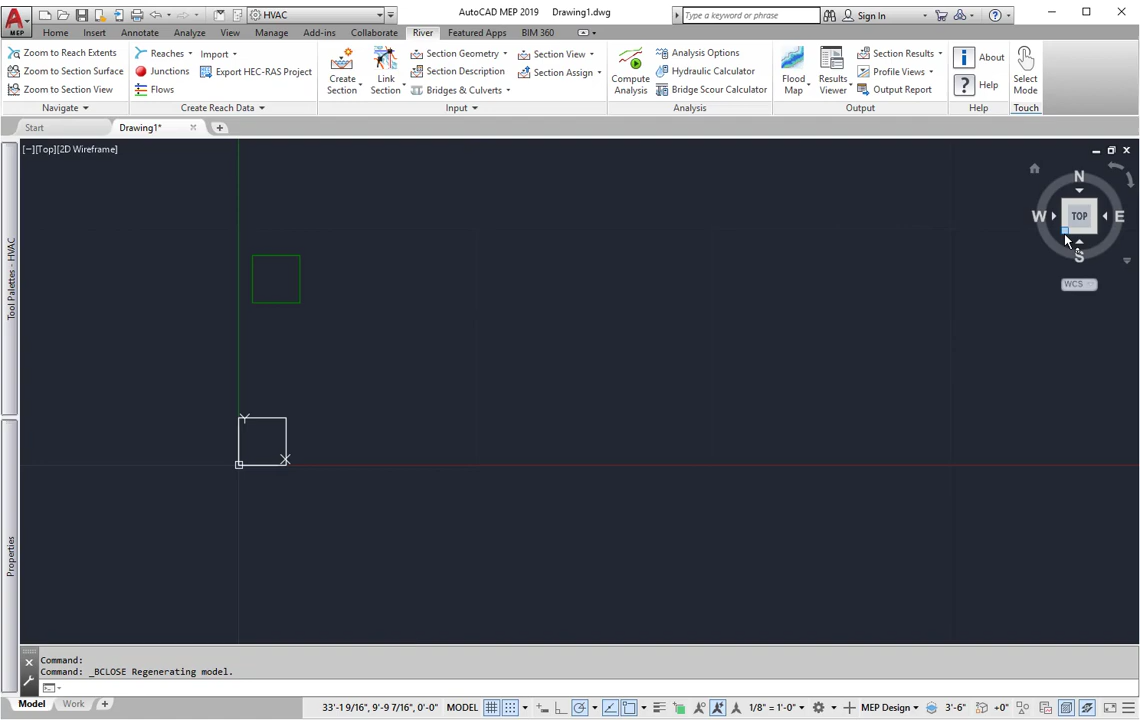 MEP
HVAC
AutoCAD MEP 2019 Drawing1.dwg
Type a keyword or phrase
Sign In
Home Insert Annotate Analyze View Manage Add-ins Collaborate River Featured Apps BIM 360
Zoom to Reach Extents
Zoom to Section Surface
Zoom to Section View
Navigate
Reaches Import
Junctions Export HEC-RAS Project
Flows
Create Reach Data
Create Section
Link Section
Section Geometry Section View
Section Description Section Assign
Bridges & Culverts
Input
Compute Analysis
Analysis Options
Hydraulic Calculator
Bridge Scour Calculator
Analysis
Flood Map
Results Viewer
Section Results
Profile Views
Output Report
Output
About
Help
Help
Select Mode
Touch
Start Drawing1*
[−][Top][2D Wireframe]
N
W TOP E
S
WCS
Tool Palettes - HVAC
Properties
Y
X
Command:
Command: _BCLOSE Regenerating model.
Model Work
33'-1 9/16", 9'-9 7/16", 0'-0" MODEL 1/8" = 1'-0" MEP Design 3'-6" +0"